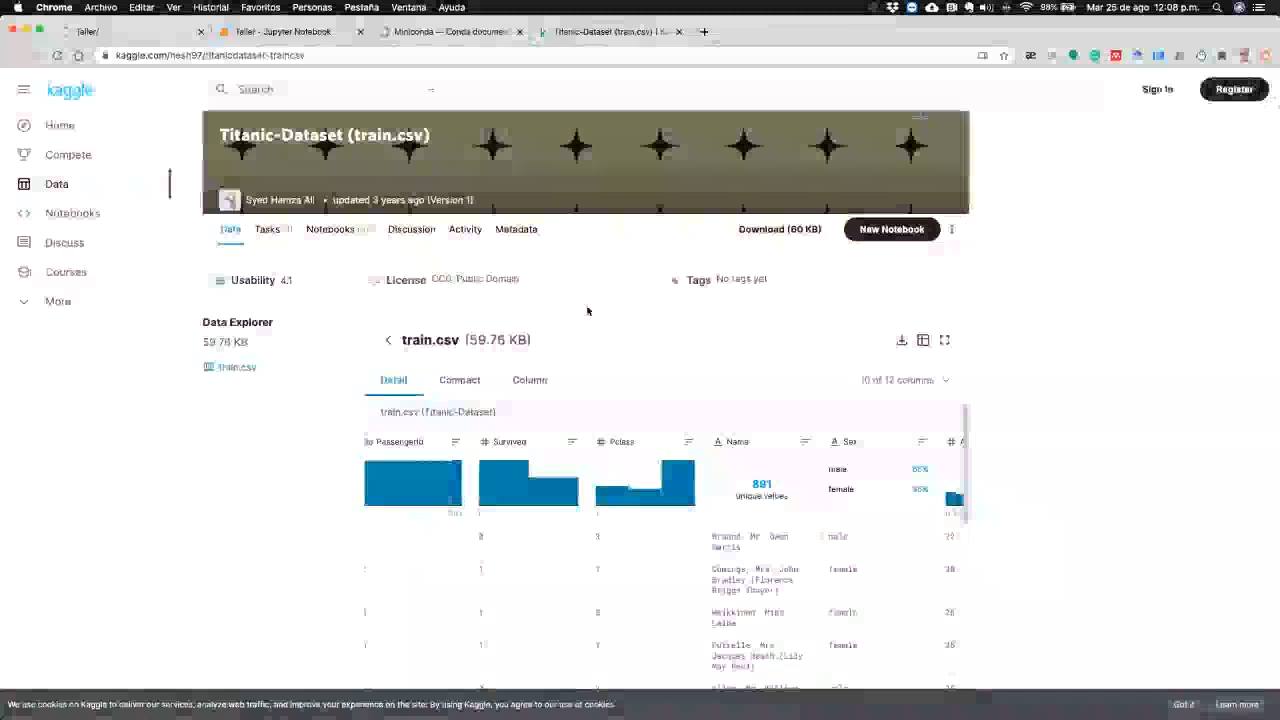 Chrome Archivo Editar Ver Historial Favoritos Personas Pestaña Ventana Ayuda 98% Mar 25 de ago 12:08 p.m.
Taller/ Taller - Jupyter Notebook Miniconda — Conda documen Titanic-Dataset (train.csv) | K
kaggle.com/hesh97/titanicdataset-traincsv
kaggle Search Sign In Register
Home
Compete
Data
Notebooks
Discuss
Courses
More
Titanic-Dataset (train.csv)
Syed Hamza Ali • updated 3 years ago (Version 1)
Data Tasks Notebooks Discussion Activity Metadata Download (60 KB) New Notebook
Usability 4.1 License CC0: Public Domain Tags No tags yet
Data Explorer
59.76 KB
train.csv
train.csv (59.76 KB)
Detail Compact Column 10 of 12 columns
train.csv (Titanic-Dataset)
PassengerId # Survived # Pclass A Name A Sex #
891
unique values
male
female
Braund, Mr. Owen Harris male
Cumings, Mrs. John
Bradley (Florence
Briggs Thayer) female
Heikkinen, Miss.
Laina female
Futrelle, Mrs.
Jacques Heath (Lily
May Peel) female
We use cookies on Kaggle to deliver our services, analyze web traffic, and improve your experience on the site. By using Kaggle, you agree to our use of cookies. Got it Learn more